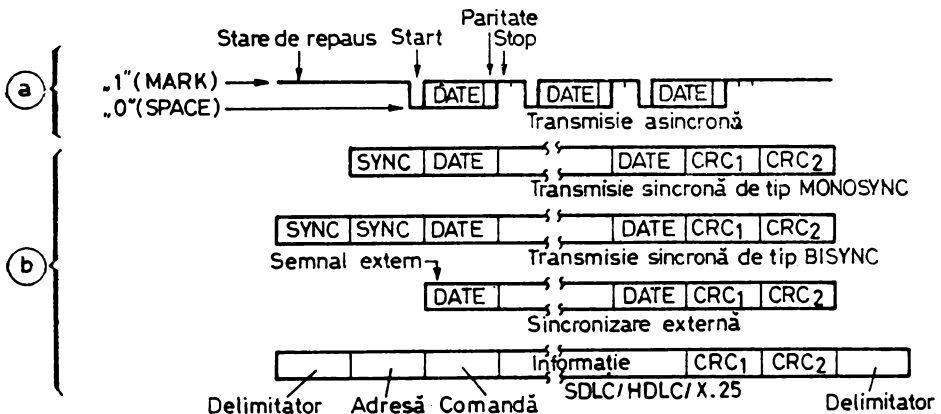 Paritate
Stare de repaus Start Stop
a
„1"(MARK)
DATE DATE DATE
„0"(SPACE)
Transmisie asincronă
b
SYNC DATE DATE CRC1 CRC2
Transmisie sincronă de tip MONOSYNC
SYNC SYNC DATE DATE CRC1 CRC2
Semnal extern Transmisie sincronă de tip BISYNC
DATE DATE CRC1 CRC2
Sincronizare externă
Informație CRC1 CRC2
SDLC/HDLC/X.25
Delimitator Adresă Comandă Delimitator